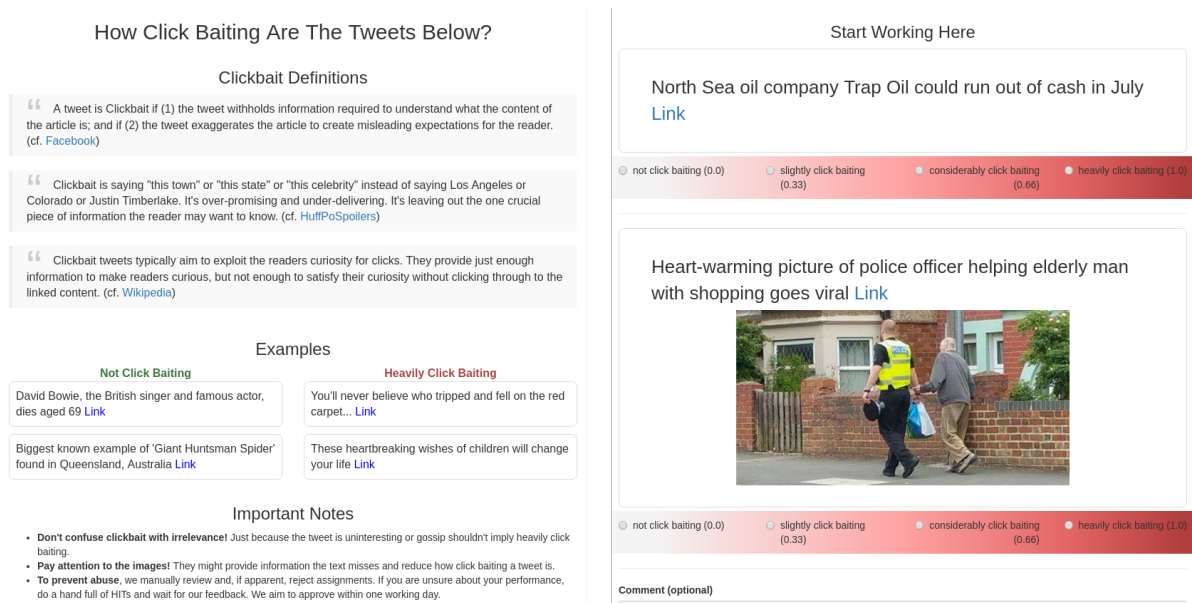 How Click Baiting Are The Tweets Below?
Clickbait Definitions
“ A tweet is Clickbait if (1) the tweet withholds information required to understand what the content of
the article is; and if (2) the tweet exaggerates the article to create misleading expectations for the reader.
(cf. Facebook)
“ Clickbait is saying "this town" or "this state" or "this celebrity" instead of saying Los Angeles or
Colorado or Justin Timberlake. It's over-promising and under-delivering. It's leaving out the one crucial
piece of information the reader may want to know. (cf. HuffPoSpoilers)
“ Clickbait tweets typically aim to exploit the readers curiosity for clicks. They provide just enough
information to make readers curious, but not enough to satisfy their curiosity without clicking through to the
linked content. (cf. Wikipedia)
Examples
Not Click Baiting
David Bowie, the British singer and famous actor,
dies aged 69 Link
Biggest known example of 'Giant Huntsman Spider'
found in Queensland, Australia Link
Heavily Click Baiting
You'll never believe who tripped and fell on the red
carpet... Link
These heartbreaking wishes of children will change
your life Link
Important Notes
• Don't confuse clickbait with irrelevance! Just because the tweet is uninteresting or gossip shouldn't imply heavily click
baiting.
• Pay attention to the images! They might provide information the text misses and reduce how click baiting a tweet is.
• To prevent abuse, we manually review and, if apparent, reject assignments. If you are unsure about your performance,
do a hand full of HITs and wait for our feedback. We aim to approve within one working day.
Start Working Here
North Sea oil company Trap Oil could run out of cash in July
Link
not click baiting (0.0)
slightly click baiting
(0.33)
considerably click baiting
(0.66)
heavily click baiting (1.0)
Heart-warming picture of police officer helping elderly man
with shopping goes viral Link
POLICE
not click baiting (0.0)
slightly click baiting
(0.33)
considerably click baiting
(0.66)
heavily click baiting (1.0)
Comment (optional)